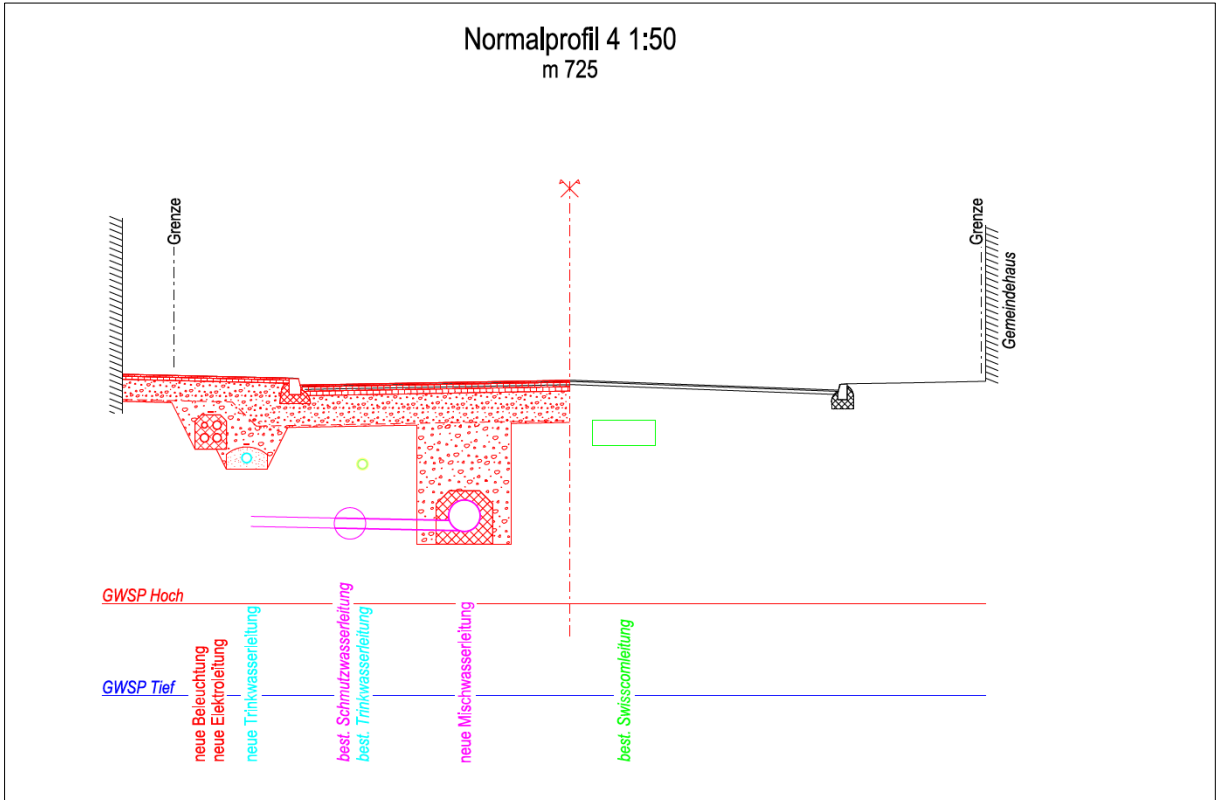 Normalprofil 4 1:50
m 725
Grenze
Grenze
Gemeindehaus
GWSP Hoch
GWSP Tief
neue Beleuchtung
neue Elektroleitung
neue Trinkwasserleitung
best. Schmutzwasserleitung
best. Trinkwasserleitung
neue Mischwasserleitung
best. Swisscomleitung